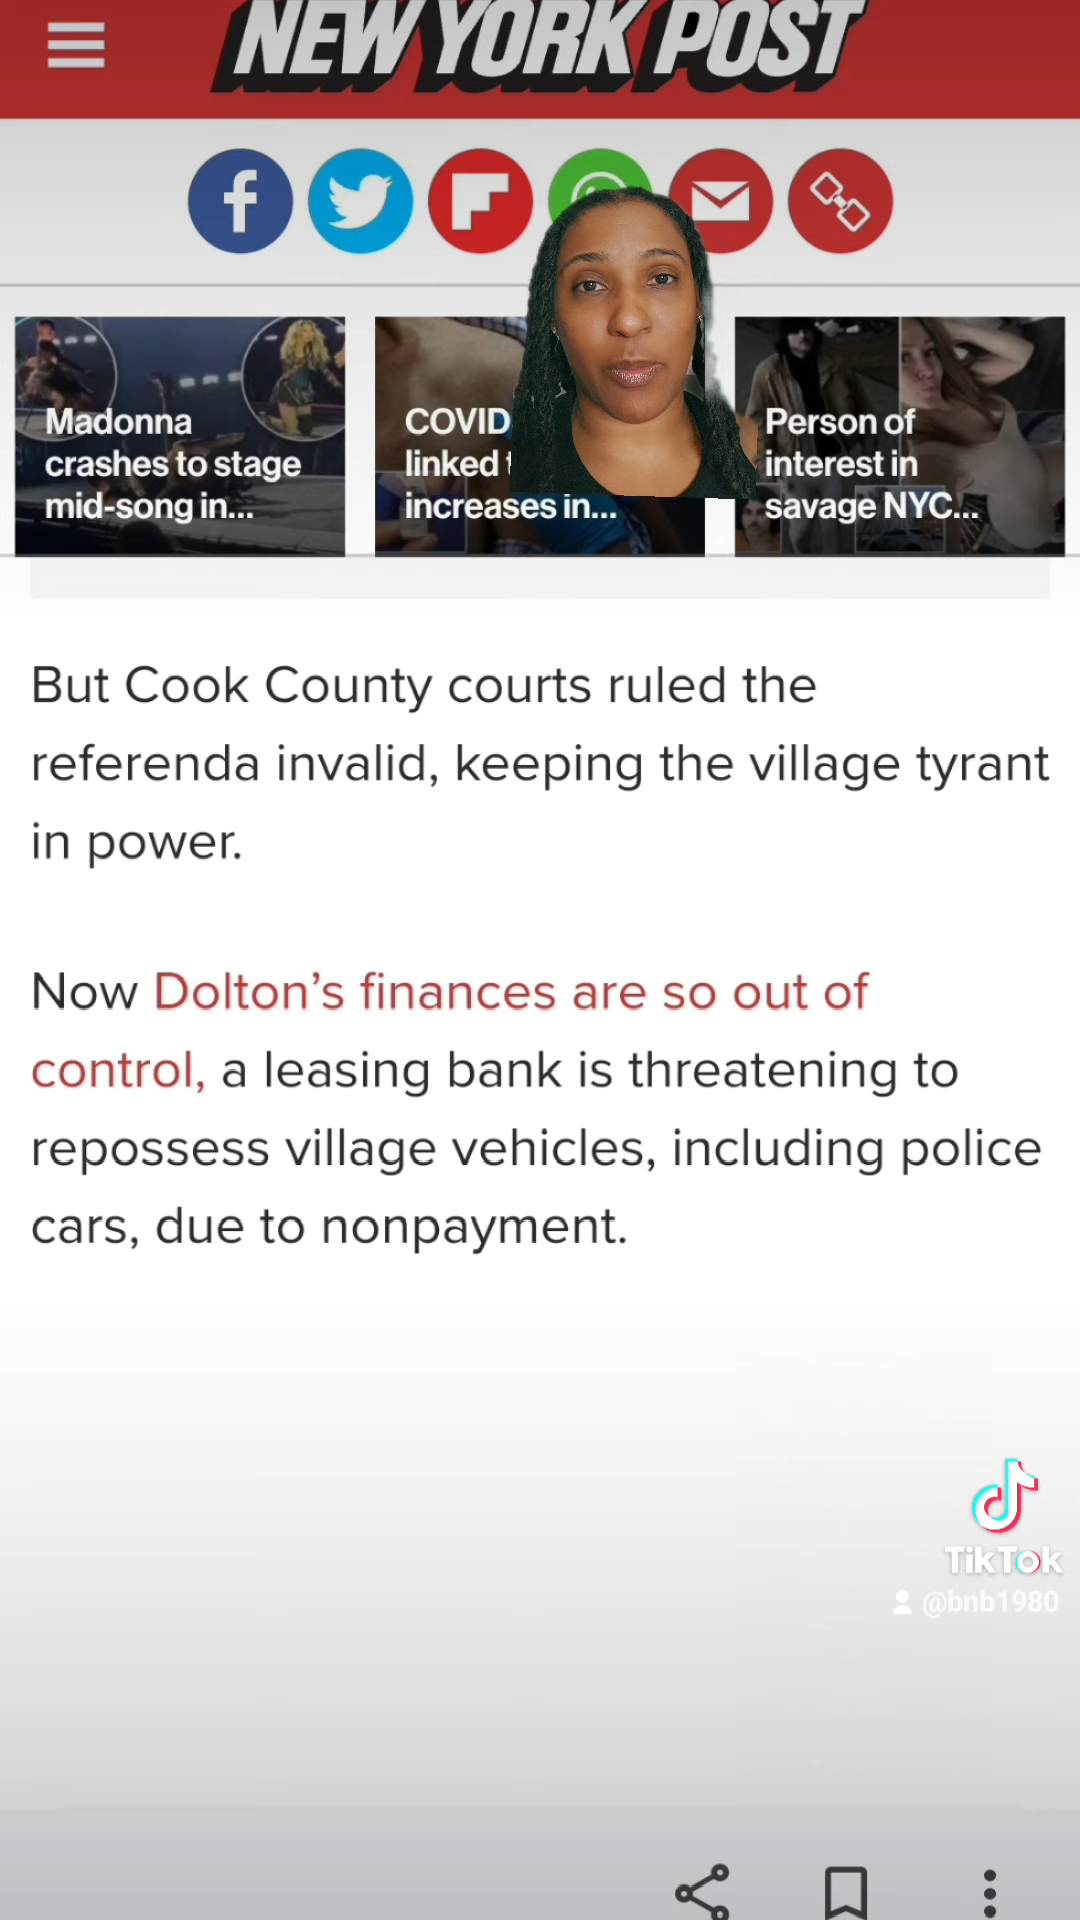 NEW YORK POST
Madonna
crashes to stage
mid-song in...
COVID
linked
increases in...
Person of
interest in
savage NYC...
But Cook County courts ruled the
referenda invalid, keeping the village tyrant
in power.
Now Dolton’s finances are so out of
control, a leasing bank is threatening to
repossess village vehicles, including police
cars, due to nonpayment.
TikTok
@bnb1980